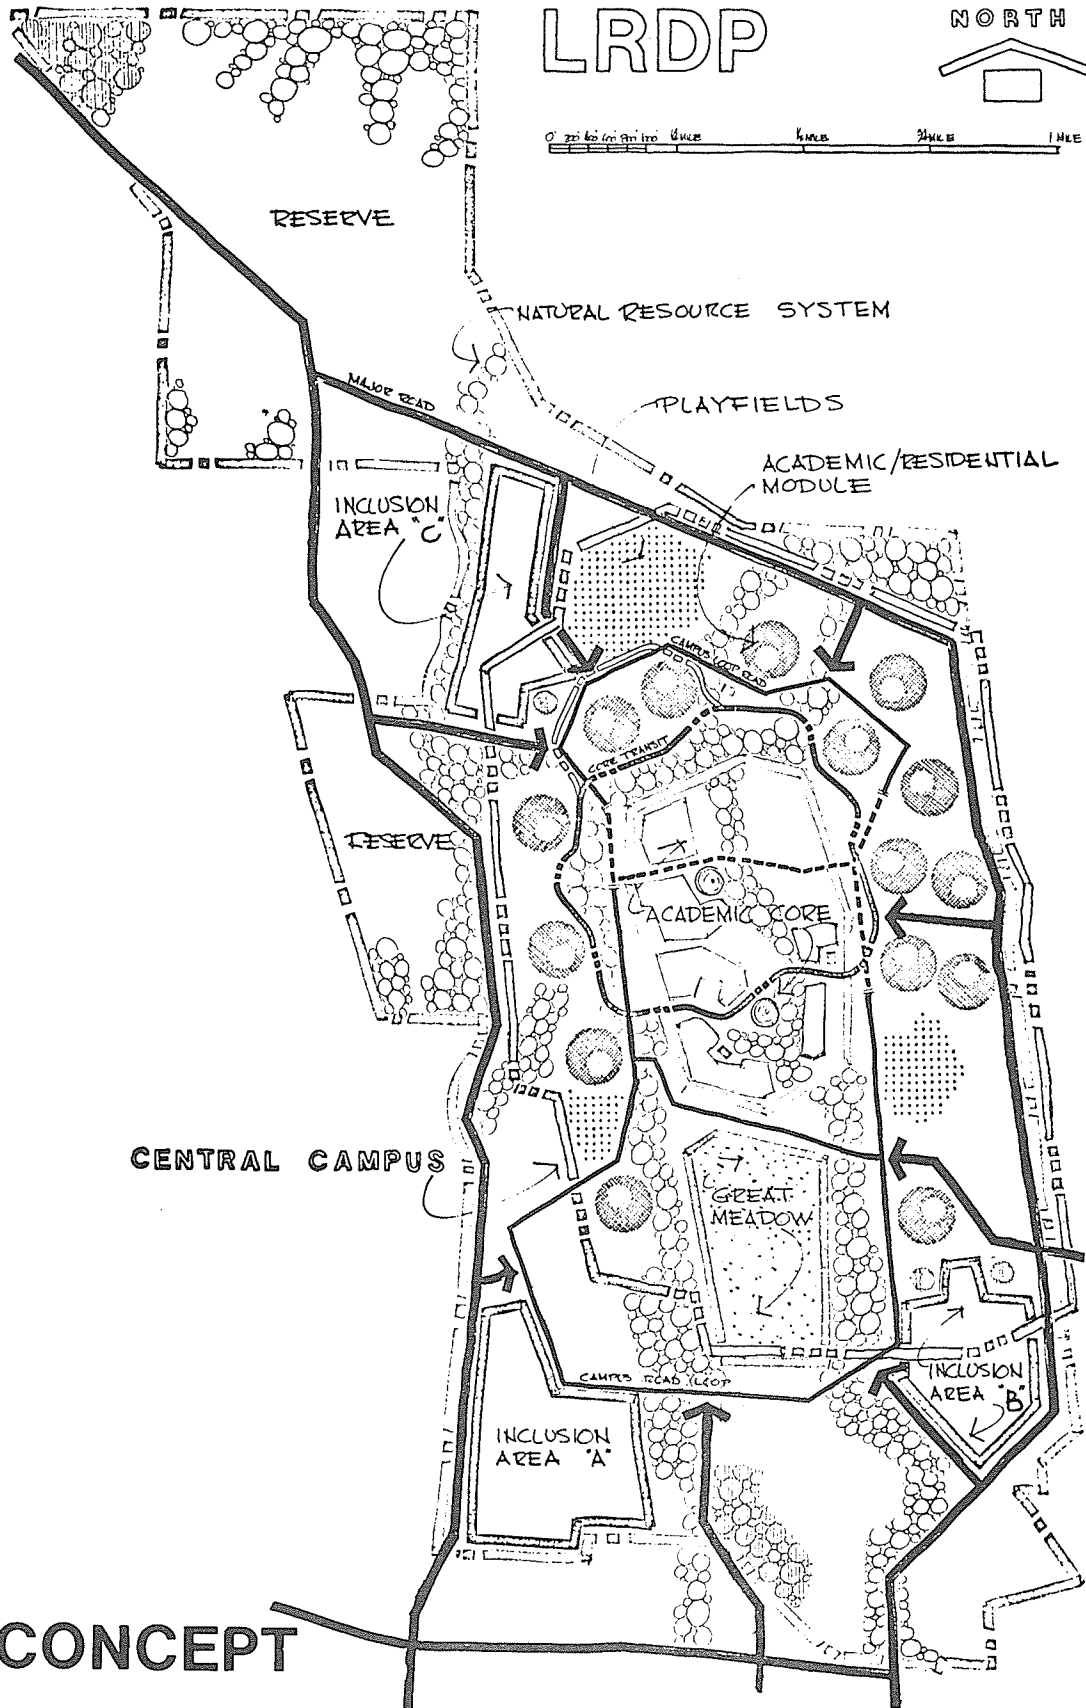 LRDP
NORTH
0
1 MILE
RESERVE
NATURAL RESOURCE SYSTEM
MAJOR ROAD
PLAYFIELDS
ACADEMIC/RESIDENTIAL
MODULE
INCLUSION
AREA "C"
CAMPUS LOOP ROAD
CORE TRANSIT
RESERVE
ACADEMIC CORE
CENTRAL CAMPUS
GREAT
MEADOW
INCLUSION
AREA "B"
CAMPUS ROAD LOOP
INCLUSION
AREA "A"
CONCEPT